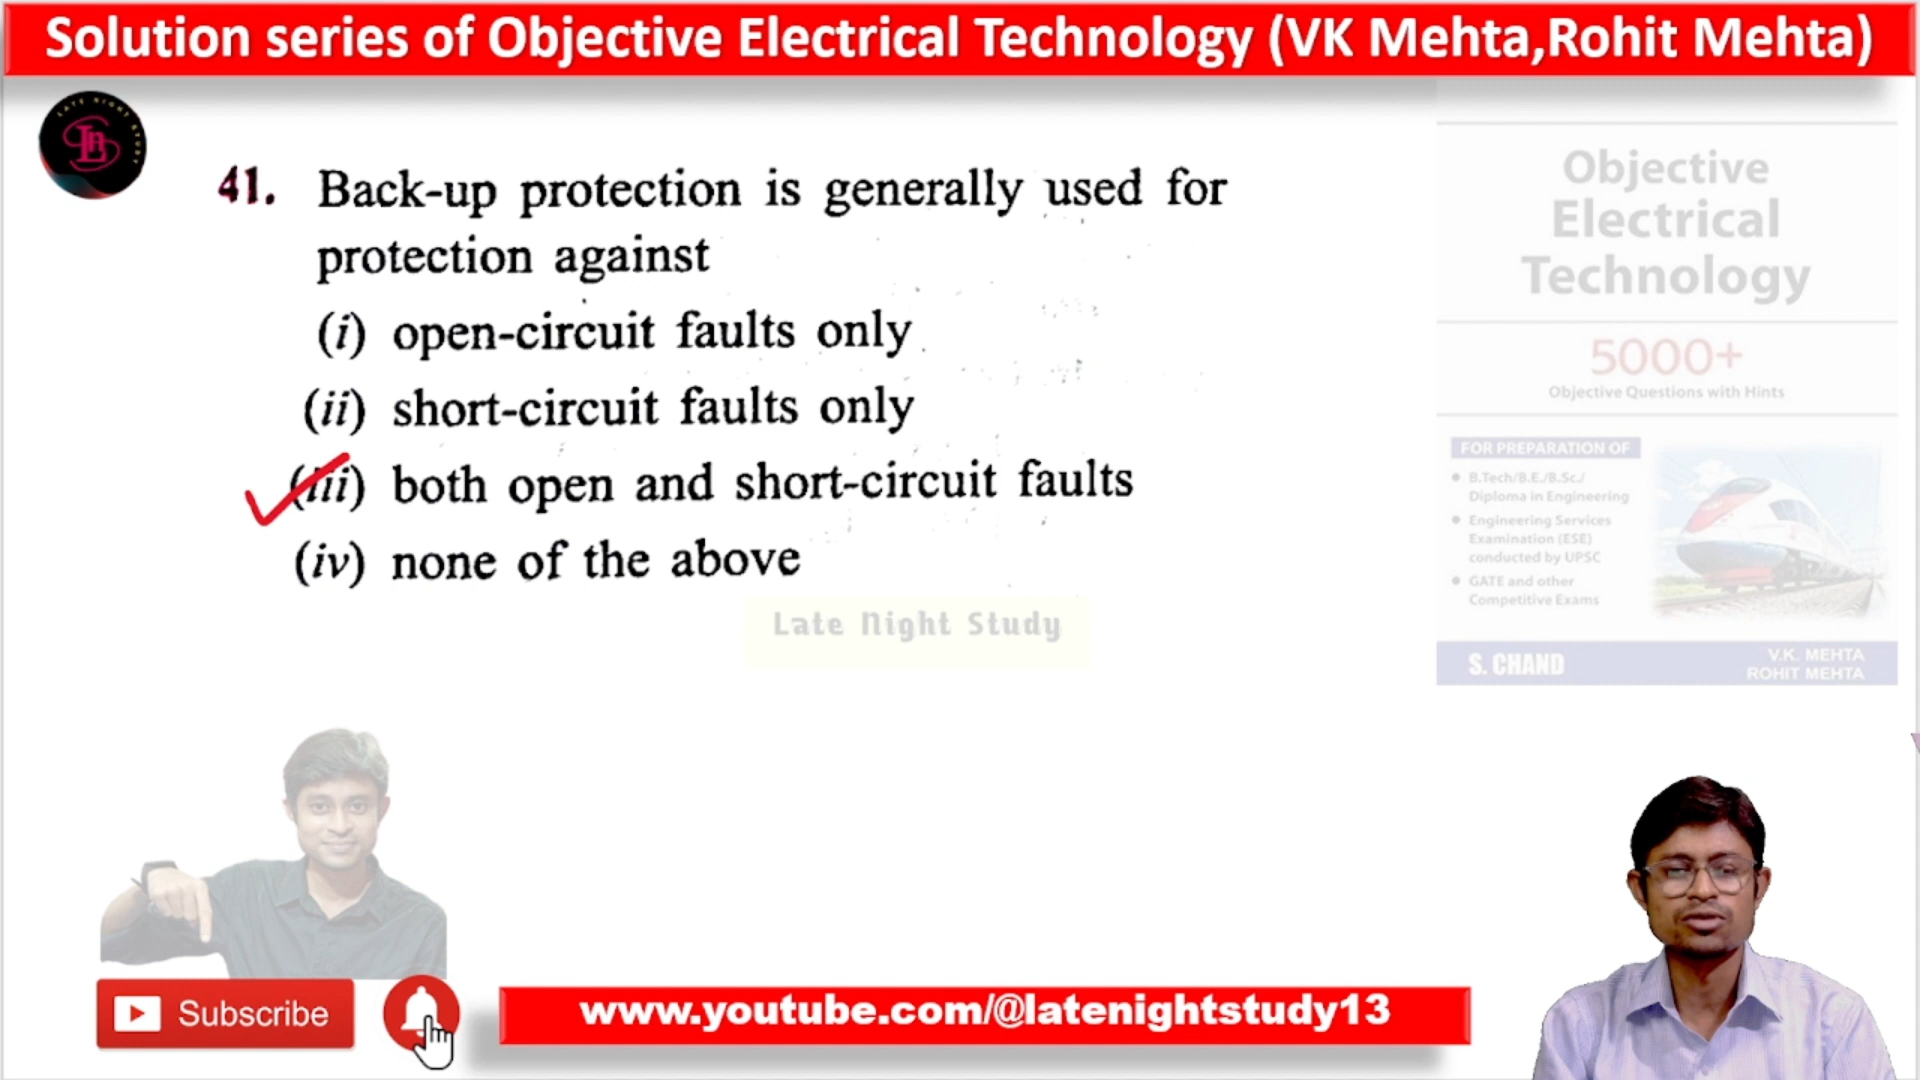 Solution series of Objective Electrical Technology (VK Mehta,Rohit Mehta)
LATE NIGHT STUDY
41. Back-up protection is generally used for
protection against
(i) open-circuit faults only
(ii) short-circuit faults only
(iii) both open and short-circuit faults
(iv) none of the above
Late Night Study
Objective
Electrical
Technology
5000+
Objective Questions with Hints
FOR PREPARATION OF
B.Tech/B.E./B.Sc./
Diploma in Engineering
Engineering Services
Examination (ESE)
conducted by UPSC
GATE and other
Competitive Exams
S. CHAND
V.K. MEHTA
ROHIT MEHTA
Subscribe
www.youtube.com/@latenightstudy13